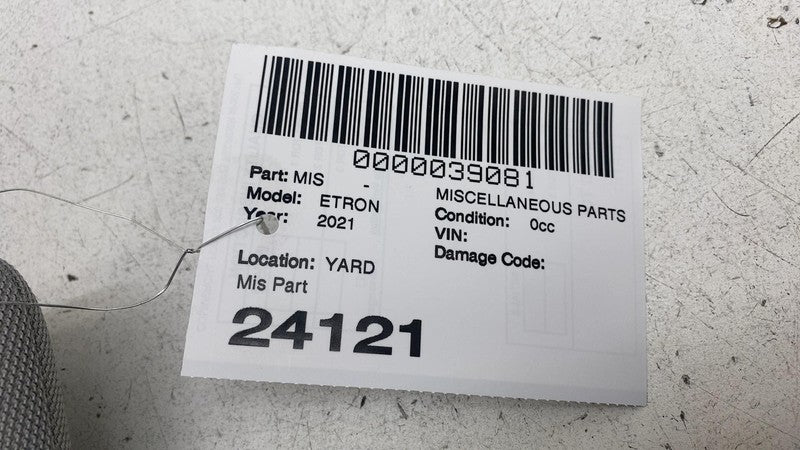 0000039081
Part: MIS - MISCELLANEOUS PARTS
Model: ETRON Condition: 0cc
Year: 2021 VIN:
Damage Code:
Location: YARD
Mis Part
24121